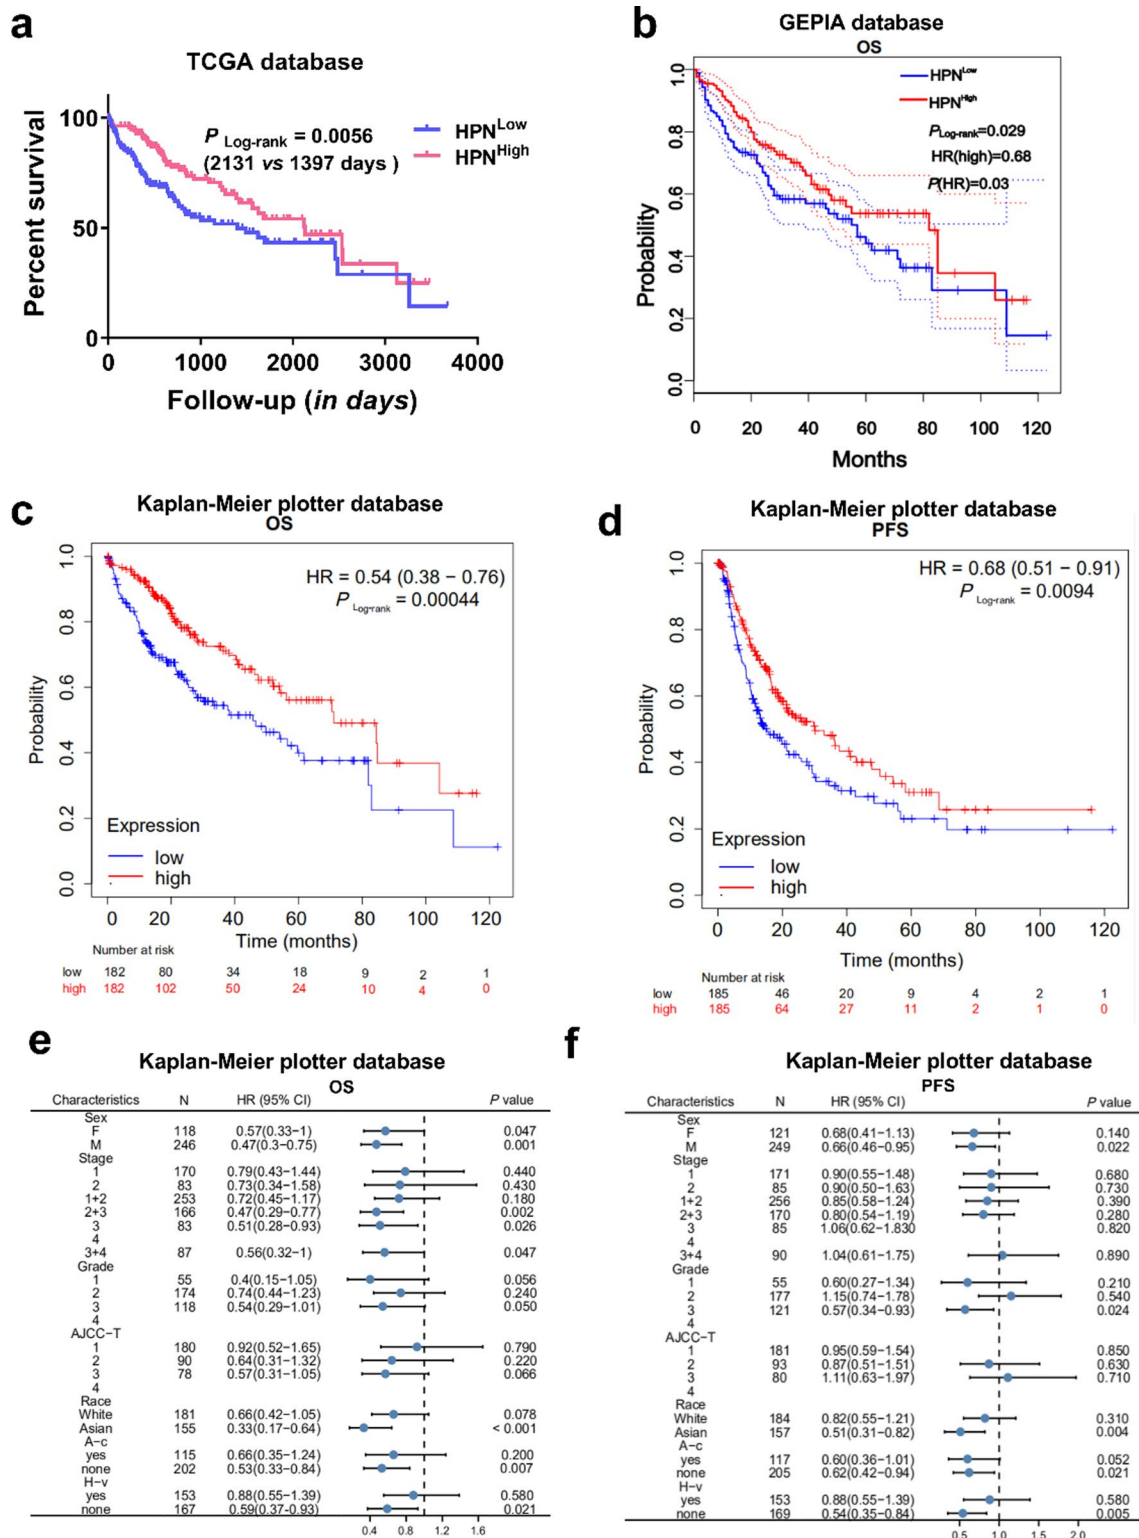 a
TCGA database
P Log-rank = 0.0056
(2131 vs 1397 days )
HPNLow
HPNHigh
Percent survival
100
50
0
0 1000 2000 3000 4000
Follow-up (in days)
b
GEPIA database
OS
HPNLow
HPNHigh
PLog-rank=0.029
HR(high)=0.68
P(HR)=0.03
Probability
1.0
0.8
0.6
0.4
0.2
0.0
0 20 40 60 80 100 120
Months
c
Kaplan-Meier plotter database
OS
HR = 0.54 (0.38 − 0.76)
P Log-rank = 0.00044
Probability
1.0
0.8
0.6
0.4
0.2
0.0
Expression
low
high
0 20 40 60 80 100 120
Time (months)
Number at risk
low 182 80 34 18 9 2 1
high 182 102 50 24 10 4 0
d
Kaplan-Meier plotter database
PFS
HR = 0.68 (0.51 − 0.91)
P Log-rank = 0.0094
Probability
1.0
0.8
0.6
0.4
0.2
0.0
Expression
low
high
0 20 40 60 80 100 120
Time (months)
Number at risk
low 185 46 20 9 4 2 1
high 185 64 27 11 2 1 0
e
Kaplan-Meier plotter database
OS
Characteristics N HR (95% CI) P value
Sex
F 118 0.57(0.33−1) 0.047
M 246 0.47(0.3−0.75) 0.001
Stage
1 170 0.79(0.43−1.44) 0.440
2 83 0.73(0.34−1.58) 0.430
1+2 253 0.72(0.45−1.17) 0.180
2+3 166 0.47(0.29−0.77) 0.002
3 83 0.51(0.28−0.93) 0.026
4
3+4 87 0.56(0.32−1) 0.047
Grade
1 55 0.4(0.15−1.05) 0.056
2 174 0.74(0.44−1.23) 0.240
3 118 0.54(0.29−1.01) 0.050
4
AJCC−T
1 180 0.92(0.52−1.65) 0.790
2 90 0.64(0.31−1.32) 0.220
3 78 0.57(0.31−1.05) 0.066
4
Race
White 181 0.66(0.42−1.05) 0.078
Asian 155 0.33(0.17−0.64) < 0.001
A−c
yes 115 0.66(0.35−1.24) 0.200
none 202 0.53(0.33−0.84) 0.007
H−v
yes 153 0.88(0.55−1.39) 0.580
none 167 0.59(0.37−0.93) 0.021
0.4 0.8 1.2 1.6
f
Kaplan-Meier plotter database
PFS
Characteristics N HR (95% CI) P value
Sex
F 121 0.68(0.41−1.13) 0.140
M 249 0.66(0.46−0.95) 0.022
Stage
1 171 0.90(0.55−1.48) 0.680
2 85 0.90(0.50−1.63) 0.730
1+2 256 0.85(0.58−1.24) 0.390
2+3 170 0.80(0.54−1.19) 0.280
3 85 1.06(0.62−1.830 0.820
4
3+4 90 1.04(0.61−1.75) 0.890
Grade
1 55 0.60(0.27−1.34) 0.210
2 177 1.15(0.74−1.78) 0.540
3 121 0.57(0.34−0.93) 0.024
4
AJCC−T
1 181 0.95(0.59−1.54) 0.850
2 93 0.87(0.51−1.51) 0.630
3 80 1.11(0.63−1.97) 0.710
4
Race
White 184 0.82(0.55−1.21) 0.310
Asian 157 0.51(0.31−0.82) 0.004
A−c
yes 117 0.60(0.36−1.01) 0.052
none 205 0.62(0.42−0.94) 0.021
H−v
yes 153 0.88(0.55−1.39) 0.580
none 169 0.54(0.35−0.84) 0.005
0.5 1.0 1.5 2.0